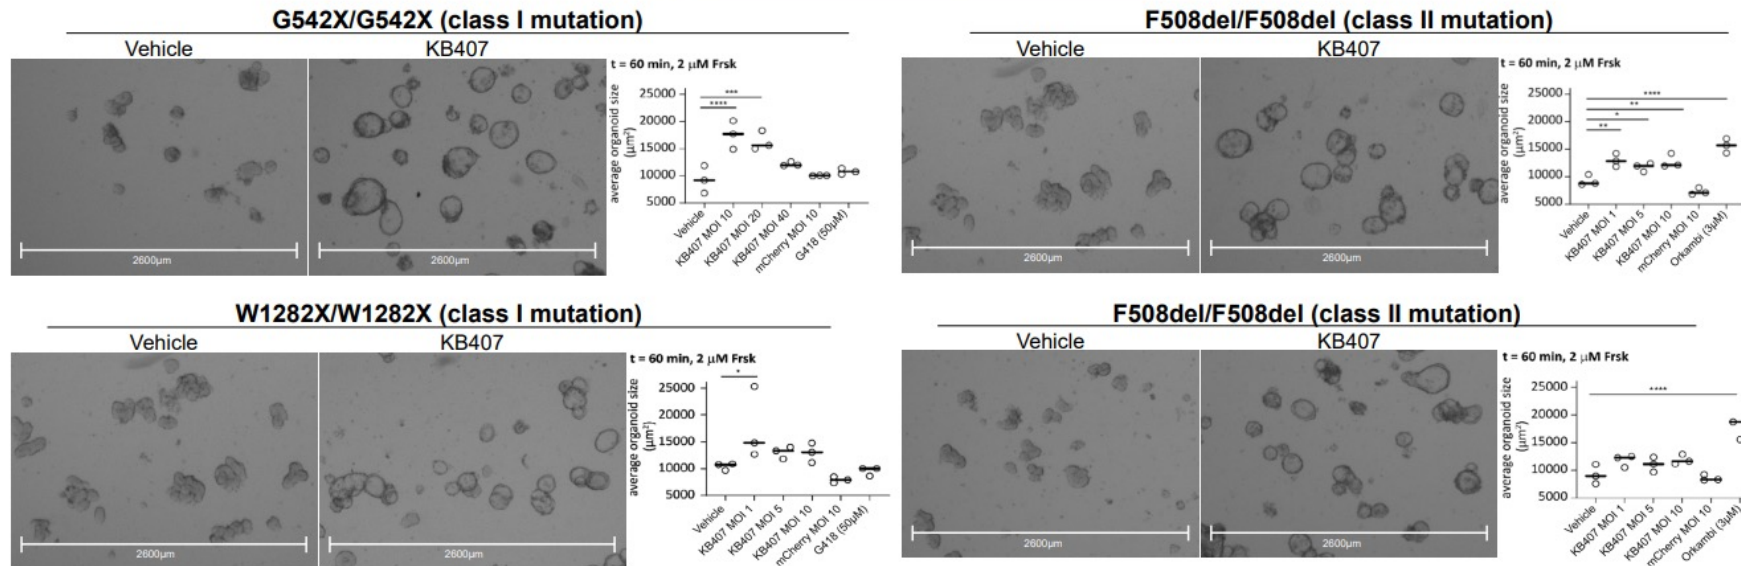 G542X/G542X (class I mutation)
Vehicle
KB407
2600µm
2600µm
t = 60 min, 2 µM Frsk
average organoid size
(µm²)
25000
20000
15000
10000
5000
***
****
Vehicle
KB407 MOI 10
KB407 MOI 20
KB407 MOI 40
mCherry MOI 10
G418 (50µM)
F508del/F508del (class II mutation)
Vehicle
KB407
2600µm
2600µm
t = 60 min, 2 µM Frsk
average organoid size
(µm²)
25000
20000
15000
10000
5000
****
**
*
**
Vehicle
KB407 MOI 1
KB407 MOI 5
KB407 MOI 10
mCherry MOI 10
Orkambi (3µM)
W1282X/W1282X (class I mutation)
Vehicle
KB407
2600µm
2600µm
t = 60 min, 2 µM Frsk
average organoid size
(µm²)
25000
20000
15000
10000
5000
*
Vehicle
KB407 MOI 1
KB407 MOI 5
KB407 MOI 10
mCherry MOI 10
G418 (50µM)
F508del/F508del (class II mutation)
Vehicle
KB407
2600µm
2600µm
t = 60 min, 2 µM Frsk
average organoid size
(µm²)
25000
20000
15000
10000
5000
****
Vehicle
KB407 MOI 1
KB407 MOI 5
KB407 MOI 10
mCherry MOI 10
Orkambi (3µM)